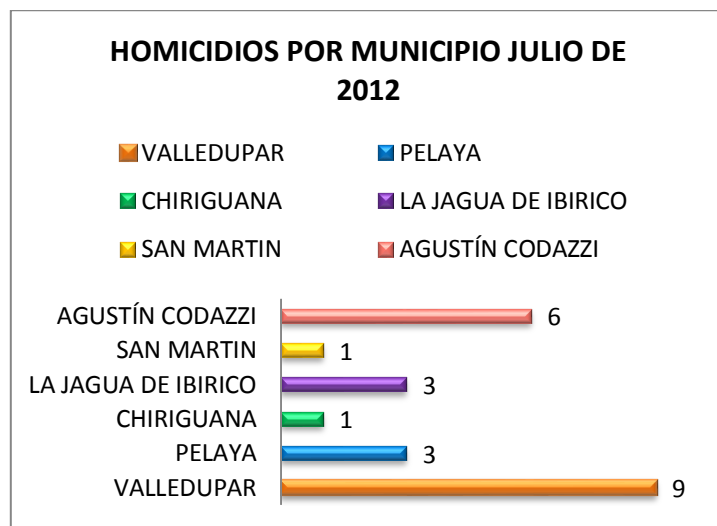 HOMICIDIOS POR MUNICIPIO JULIO DE
2012
VALLEDUPAR PELAYA
CHIRIGUANA LA JAGUA DE IBIRICO
SAN MARTIN AGUSTÍN CODAZZI
AGUSTÍN CODAZZI 6
SAN MARTIN 1
LA JAGUA DE IBIRICO 3
CHIRIGUANA 1
PELAYA 3
VALLEDUPAR 9